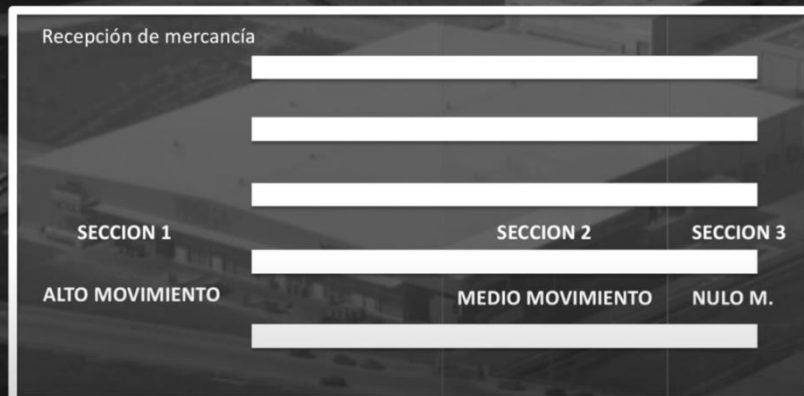 Recepción de mercancía
SECCION 1
SECCION 2
SECCION 3
ALTO MOVIMIENTO
MEDIO MOVIMIENTO
NULO M.